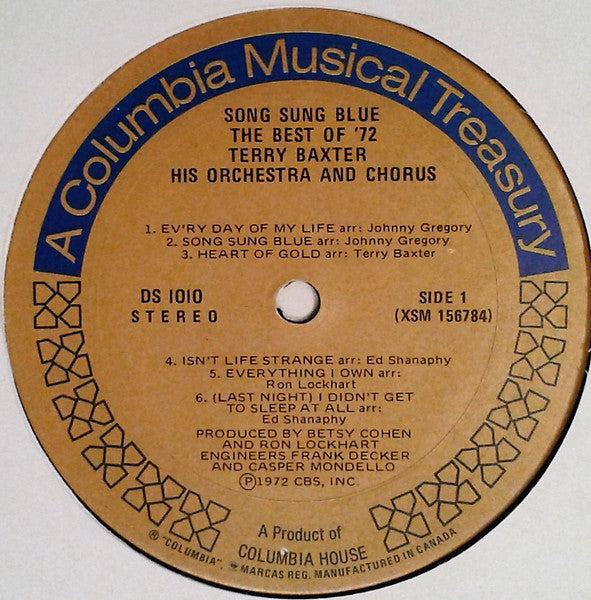 A Columbia Musical Treasury
SONG SUNG BLUE
THE BEST OF '72
TERRY BAXTER
HIS ORCHESTRA AND CHORUS
1. EV'RY DAY OF MY LIFE arr: Johnny Gregory
2. SONG SUNG BLUE arr: Johnny Gregory
3. HEART OF GOLD arr: Terry Baxter
DS 1010
STEREO
SIDE 1
(XSM 156784)
4. ISN'T LIFE STRANGE arr: Ed Shanaphy
5. EVERYTHING I OWN arr:
Ron Lockhart
6. (LAST NIGHT) I DIDN'T GET
TO SLEEP AT ALL arr:
Ed Shanaphy
PRODUCED BY BETSY COHEN
AND RON LOCKHART
ENGINEERS FRANK DECKER
AND CASPER MONDELLO
Ⓟ1972 CBS, INC.
A Product of
COLUMBIA HOUSE
® "COLUMBIA", MARCAS REG. MANUFACTURED IN CANADA